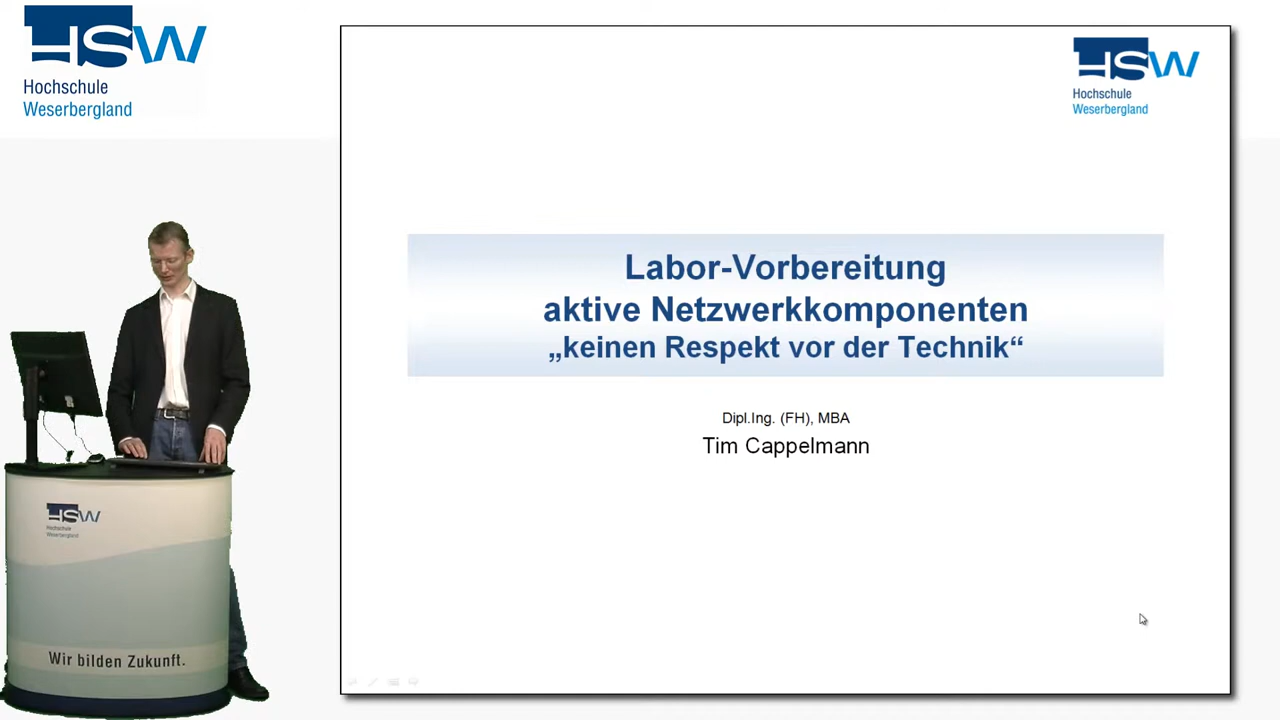 HSW
Hochschule
Weserbergland
HSW
Hochschule
Weserbergland
Labor-Vorbereitung
aktive Netzwerkkomponenten
„keinen Respekt vor der Technik“
Dipl.Ing. (FH), MBA
Tim Cappelmann
HSW
Hochschule
Weserbergland
Wir bilden Zukunft.